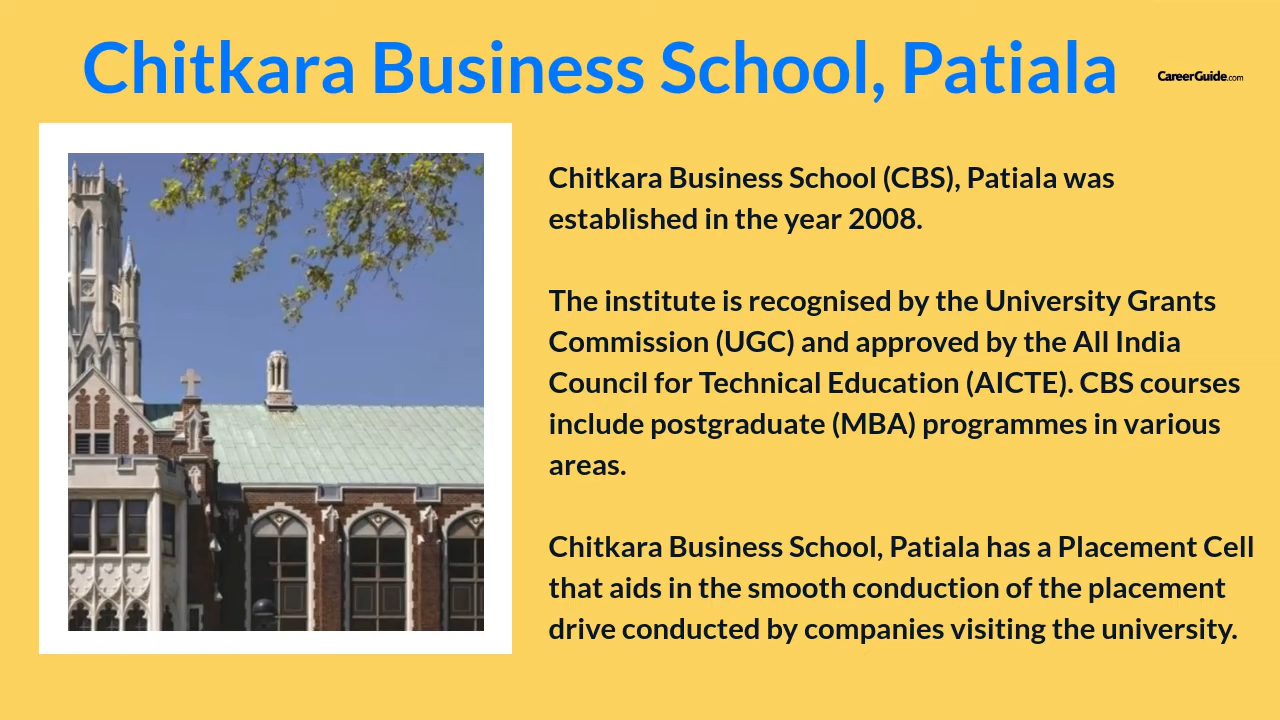 Chitkara Business School, Patiala
CareerGuide.com
Chitkara Business School (CBS), Patiala was
established in the year 2008.
The institute is recognised by the University Grants
Commission (UGC) and approved by the All India
Council for Technical Education (AICTE). CBS courses
include postgraduate (MBA) programmes in various
areas.
Chitkara Business School, Patiala has a Placement Cell
that aids in the smooth conduction of the placement
drive conducted by companies visiting the university.